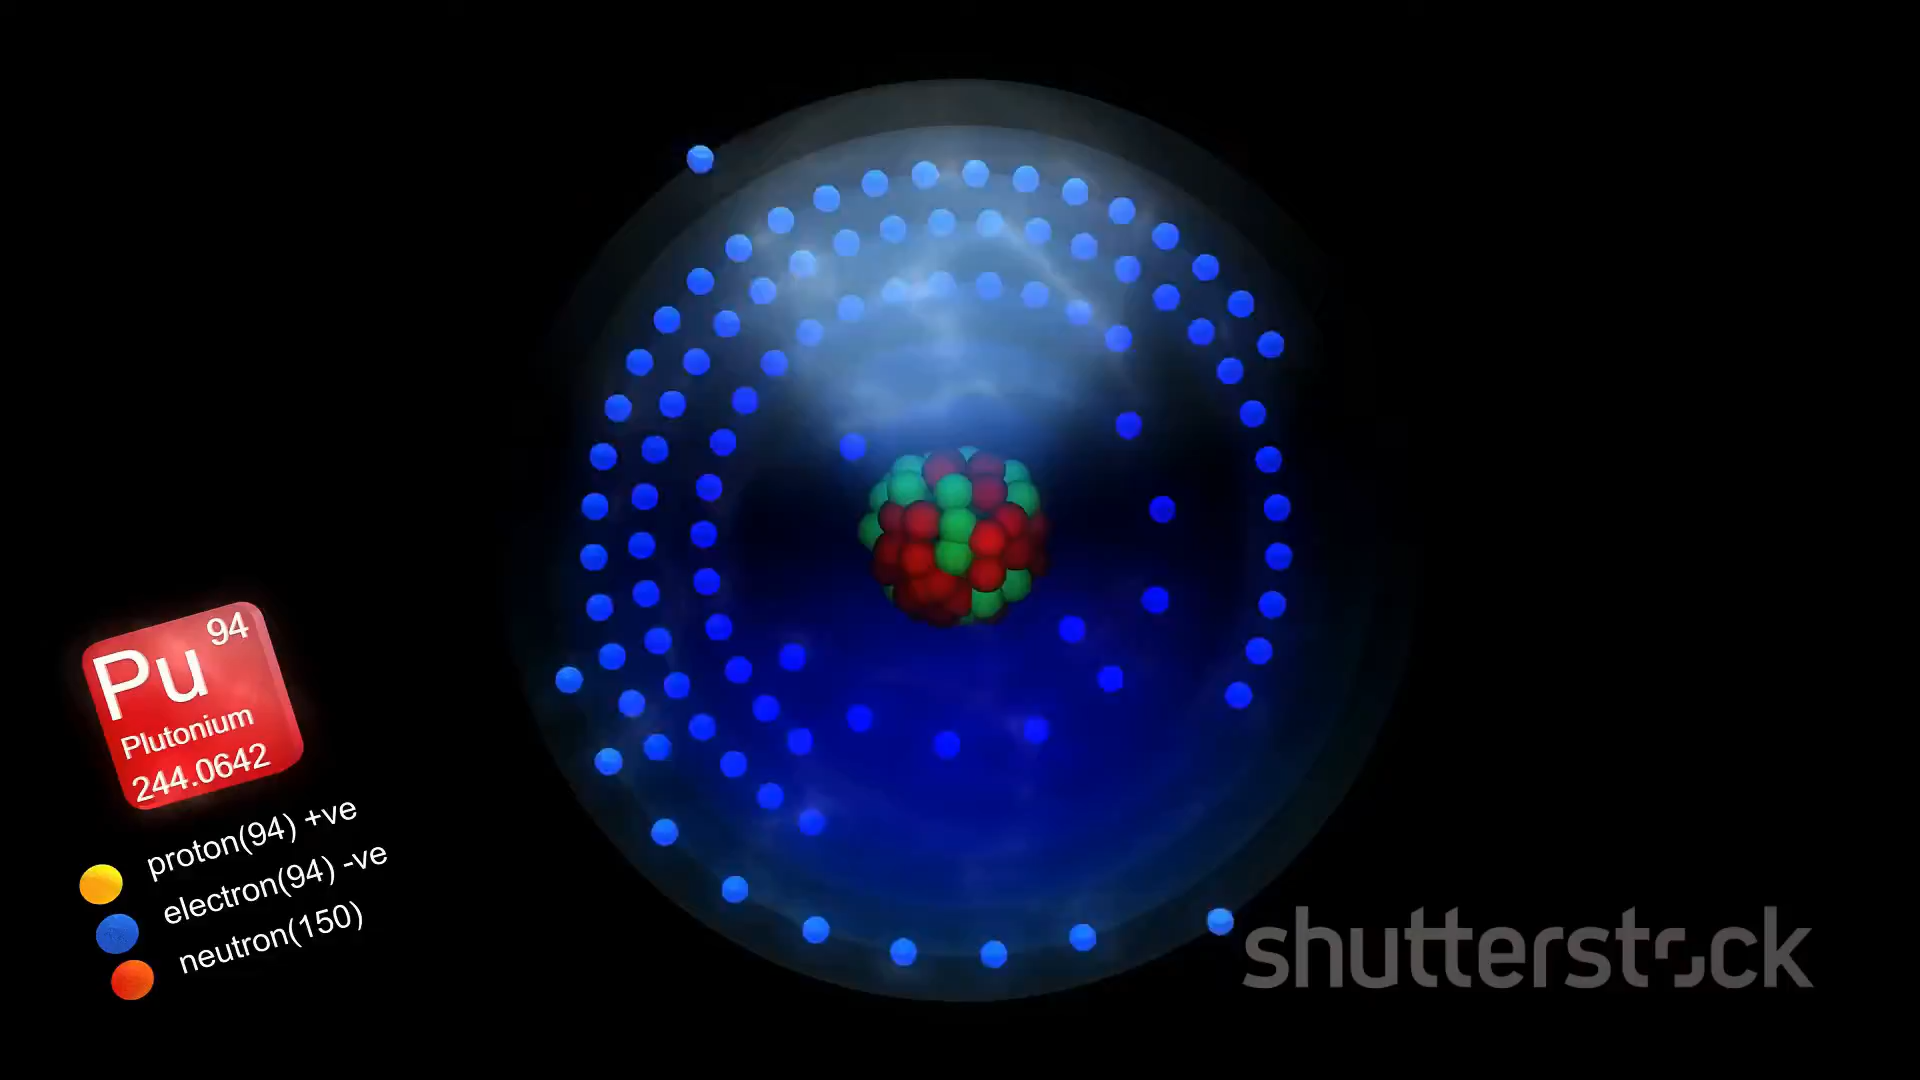 94
Pu
Plutonium
244.0642
proton(94) +ve
electron(94) -ve
neutron(150)
shutterstock